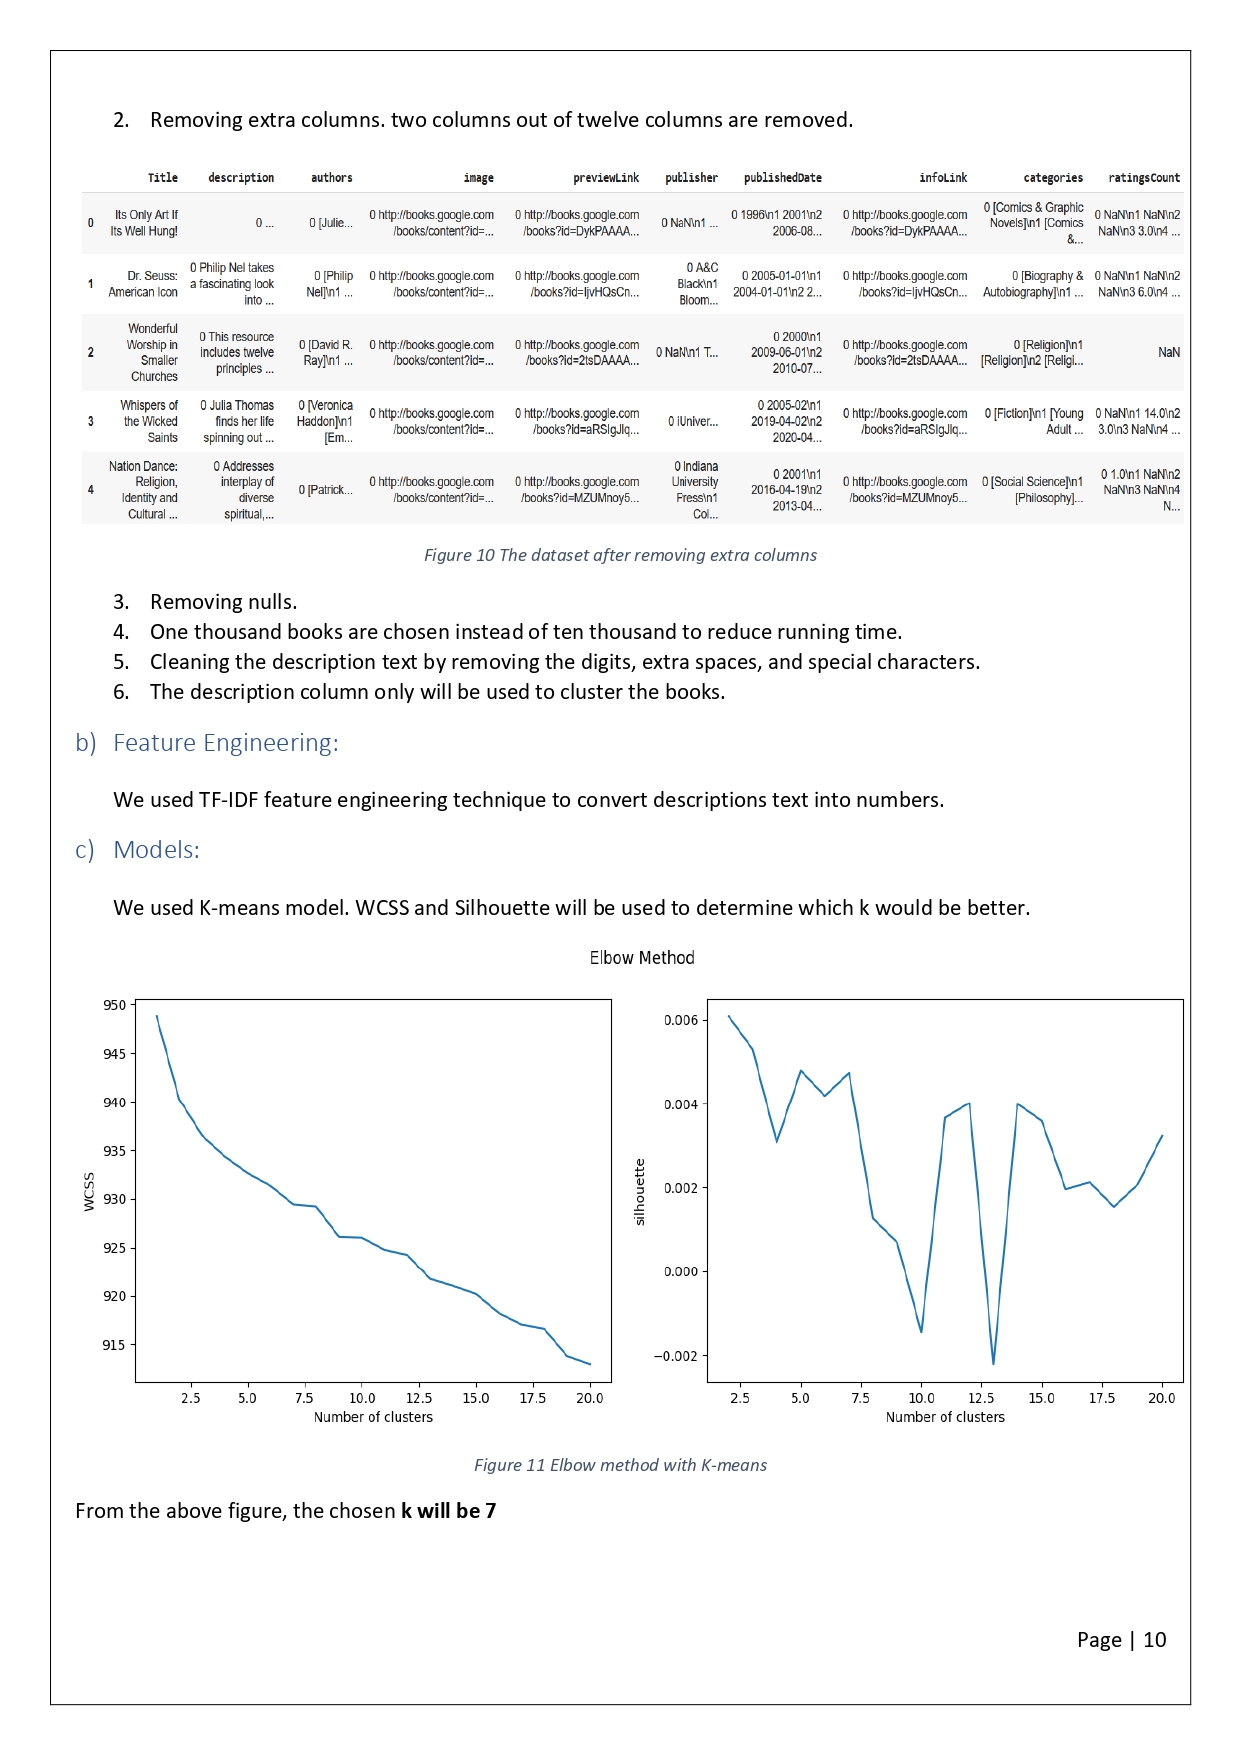 2. Removing extra columns. two columns out of twelve columns are removed.
Title description authors image previewLink publisher publishedDate infoLink categories ratingsCount
0 Its Only Art If Its Well Hung! 0 ... 0 [Julie... 0 http://books.google.com /books/content?id=... 0 http://books.google.com /books?id=DykPAAAA... 0 NaN\n1 ... 0 1996\n1 2001\n2 2006-08... 0 http://books.google.com /books?id=DykPAAAA... 0 [Comics & Graphic Novels]\n1 [Comics &... 0 NaN\n1 NaN\n2 NaN\n3 3.0\n4 ...
1 Dr. Seuss: American Icon 0 Philip Nel takes a fascinating look into ... 0 [Philip Nel]\n1 ... 0 http://books.google.com /books/content?id=... 0 http://books.google.com /books?id=IjvHQsCn... 0 A&C Black\n1 Bloom... 0 2005-01-01\n1 2004-01-01\n2 2... 0 http://books.google.com /books?id=IjvHQsCn... 0 [Biography & Autobiography]\n1 ... 0 NaN\n1 NaN\n2 NaN\n3 6.0\n4 ...
2 Wonderful Worship in Smaller Churches 0 This resource includes twelve principles ... 0 [David R. Ray]\n1 ... 0 http://books.google.com /books/content?id=... 0 http://books.google.com /books?id=2tsDAAAA... 0 NaN\n1 T... 0 2000\n1 2009-06-01\n2 2010-07... 0 http://books.google.com /books?id=2tsDAAAA... 0 [Religion]\n1 [Religion]\n2 [Religi... NaN
3 Whispers of the Wicked Saints 0 Julia Thomas finds her life spinning out ... 0 [Veronica Haddon]\n1 [Em... 0 http://books.google.com /books/content?id=... 0 http://books.google.com /books?id=aRSIgJlq... 0 iUniver... 0 2005-02\n1 2019-04-02\n2 2020-04... 0 http://books.google.com /books?id=aRSIgJlq... 0 [Fiction]\n1 [Young Adult ... 0 NaN\n1 14.0\n2 3.0\n3 NaN\n4 ...
4 Nation Dance: Religion, Identity and Cultural ... 0 Addresses interplay of diverse spiritual,... 0 [Patrick... 0 http://books.google.com /books/content?id=... 0 http://books.google.com /books?id=MZUMnoy5... 0 Indiana University Press\n1 Col... 0 2001\n1 2016-04-19\n2 2013-04... 0 http://books.google.com /books?id=MZUMnoy5... 0 [Social Science]\n1 [Philosophy]... 0 1.0\n1 NaN\n2 NaN\n3 NaN\n4 N...
Figure 10 The dataset after removing extra columns
3. Removing nulls.
4. One thousand books are chosen instead of ten thousand to reduce running time.
5. Cleaning the description text by removing the digits, extra spaces, and special characters.
6. The description column only will be used to cluster the books.
b) Feature Engineering:
We used TF-IDF feature engineering technique to convert descriptions text into numbers.
c) Models:
We used K-means model. WCSS and Silhouette will be used to determine which k would be better.
Elbow Method
950
945
940
935
930
925
920
915
WCSS
2.5 5.0 7.5 10.0 12.5 15.0 17.5 20.0
Number of clusters
0.006
0.004
0.002
0.000
−0.002
silhouette
2.5 5.0 7.5 10.0 12.5 15.0 17.5 20.0
Number of clusters
Figure 11 Elbow method with K-means
From the above figure, the chosen k will be 7
Page | 10